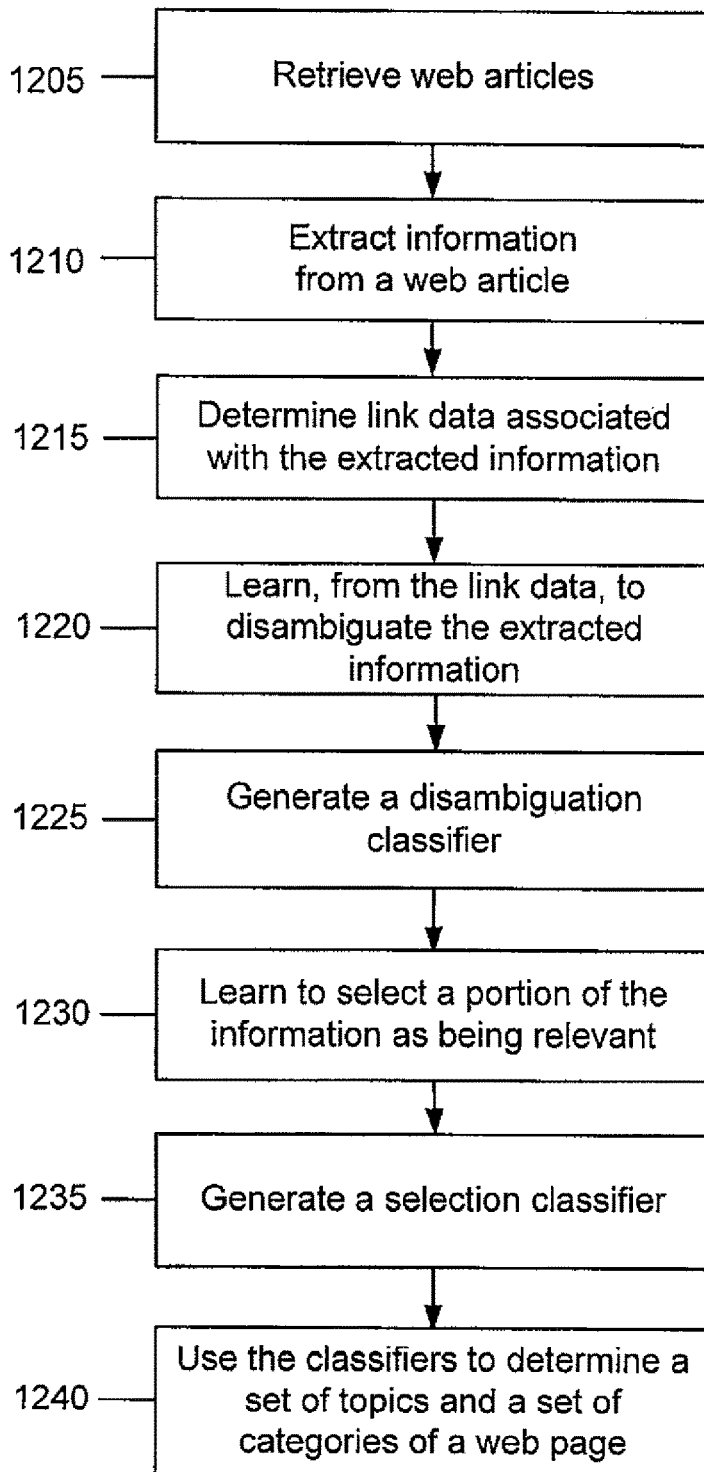 1205
Retrieve web articles
1210
Extract information
from a web article
1215
Determine link data associated
with the extracted information
1220
Learn, from the link data, to
disambiguate the extracted
information
1225
Generate a disambiguation
classifier
1230
Learn to select a portion of the
information as being relevant
1235
Generate a selection classifier
1240
Use the classifiers to determine a
set of topics and a set of
categories of a web page